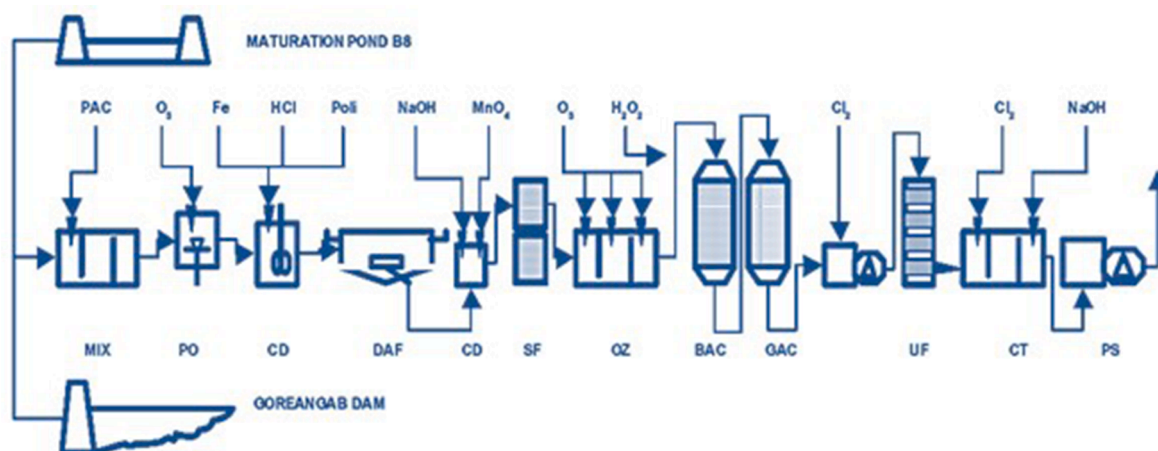 MATURATION POND B8
PAC O₃ Fe HCl Poli NaOH MnO₄ O₃ H₂O₂ Cl₂ Cl₂ NaOH
MIX PO CD DAF CD SF OZ BAC GAC UF CT PS
GOREANGAB DAM